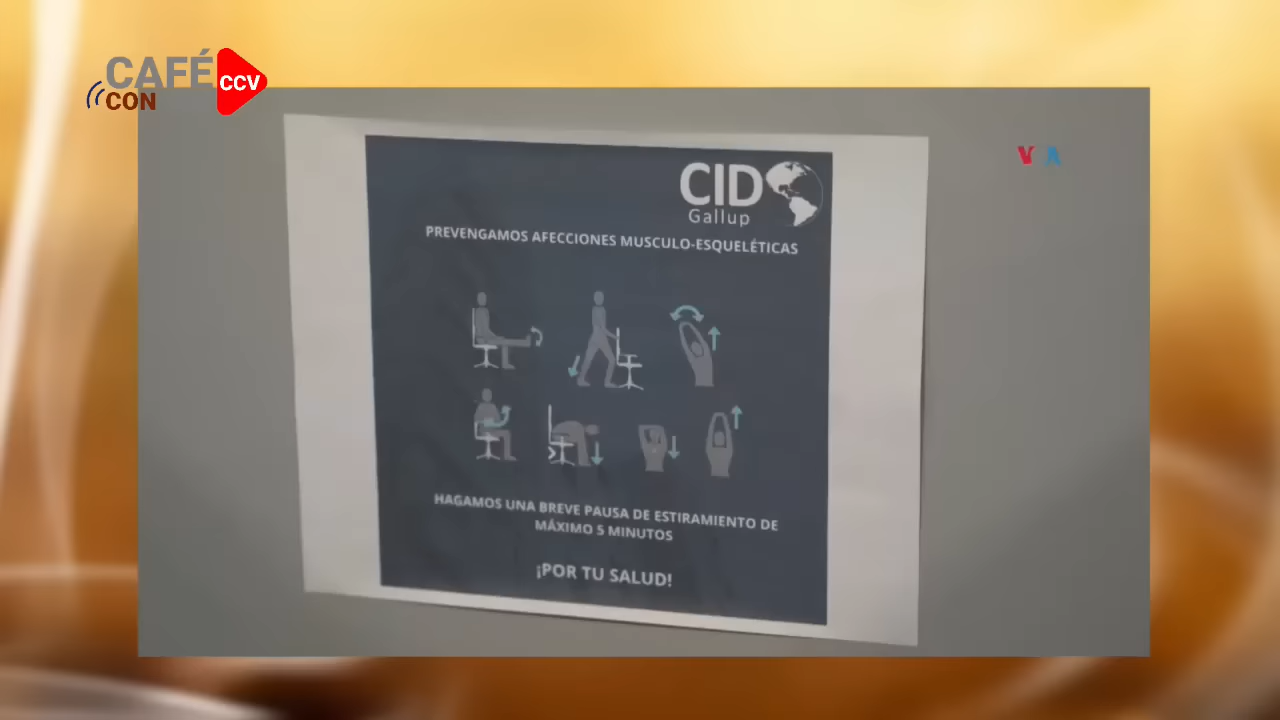 CAFÉ
CON
CCV
VOA
CID
Gallup
PREVENGAMOS AFECCIONES MUSCULO-ESQUELÉTICAS
HAGAMOS UNA BREVE PAUSA DE ESTIRAMIENTO DE
MÁXIMO 5 MINUTOS
¡POR TU SALUD!